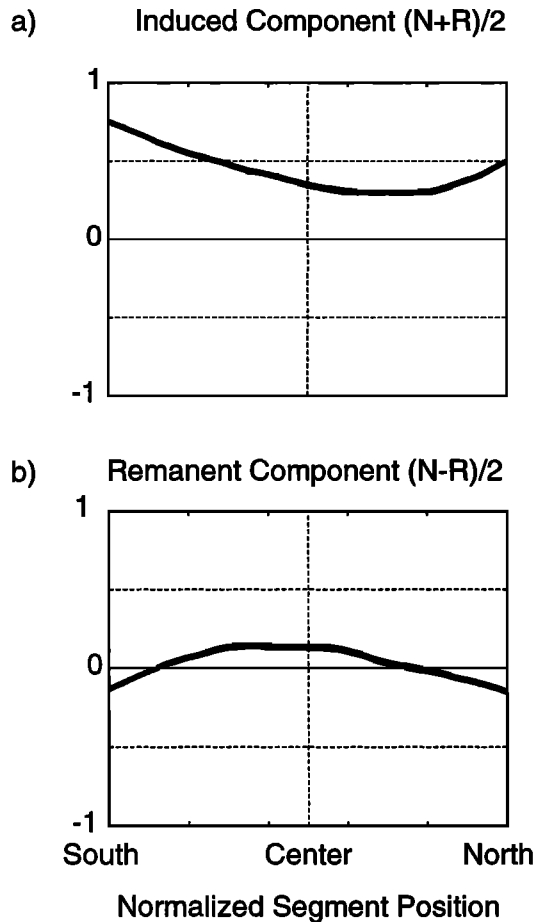 a) Induced Component (N+R)/2
1
0
-1
b) Remanent Component (N-R)/2
1
0
-1
South Center North
Normalized Segment Position